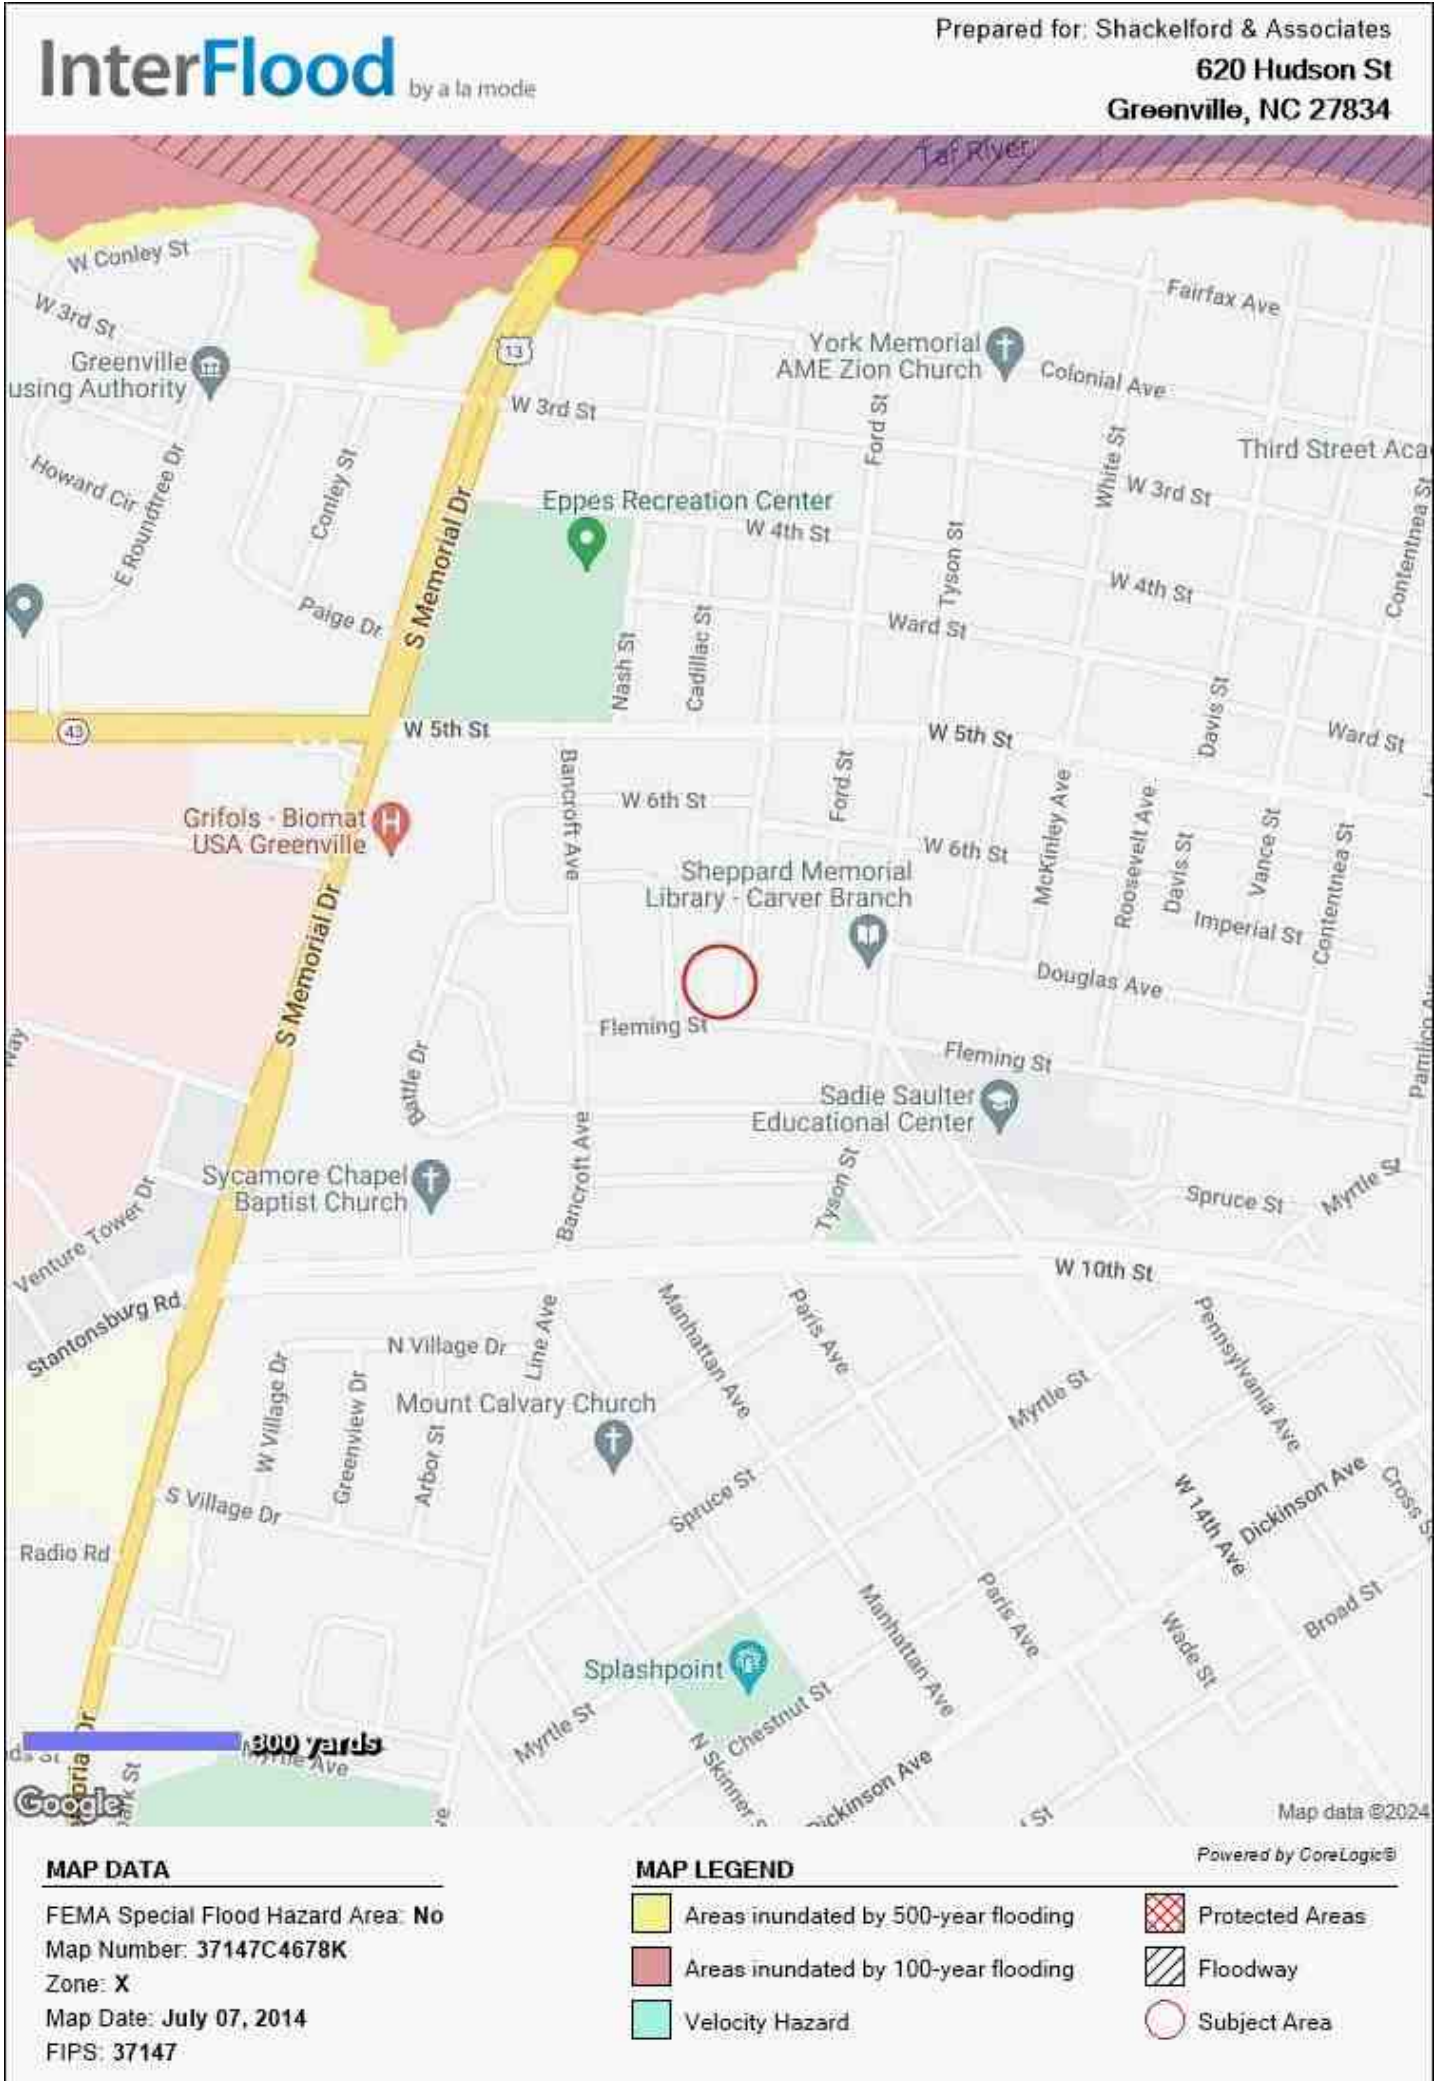 InterFlood by a la mode
Prepared for: Shackelford & Associates
620 Hudson St
Greenville, NC 27834
Tar River
W Conley St
W 3rd St
Fairfax Ave
Greenville
using Authority
13
York Memorial
AME Zion Church
Colonial Ave
W 3rd St
Ford St
White St
Third Street Aca
Howard Cir
E Roundtree Dr
Conley St
Eppes Recreation Center
W 3rd St
W 4th St
Contentnea St
S Memorial Dr
Tyson St
W 4th St
Paige Dr
Ward St
Nash St
Cadillac St
Davis St
43
W 5th St
W 5th St
Ward St
Bancroft Ave
Ford St
W 6th St
McKinley Ave
Roosevelt Ave
Grifols - Biomat
USA Greenville
W 6th St
Davis St
Vance St
Contentnea St
Sheppard Memorial
Library - Carver Branch
Imperial St
S Memorial Dr
Douglas Ave
Fleming St
Way
Fleming St
Battle Dr
Pamlico Ave
Sadie Saulter
Educational Center
Bancroft Ave
Sycamore Chapel
Baptist Church
Tyson St
Spruce St
Myrtle St
Venture Tower Dr
W 10th St
Stantonsburg Rd
N Village Dr
Line Ave
Manhattan Ave
Paris Ave
Pennsylvania Ave
W Village Dr
Greenview Dr
Arbor St
Mount Calvary Church
Myrtle St
S Village Dr
Spruce St
W 14th Ave
Dickinson Ave
Cross S
Radio Rd
Manhattan Ave
Paris Ave
Wade St
Broad St
Splashpoint
Myrtle St
Chestnut St
N Skinner S
Dickinson Ave
300 yards
Myrtle Ave
Google
Map data ©2024
Powered by CoreLogic®
MAP DATA
FEMA Special Flood Hazard Area: No
Map Number: 37147C4678K
Zone: X
Map Date: July 07, 2014
FIPS: 37147
MAP LEGEND
Areas inundated by 500-year flooding
Areas inundated by 100-year flooding
Velocity Hazard
Protected Areas
Floodway
Subject Area